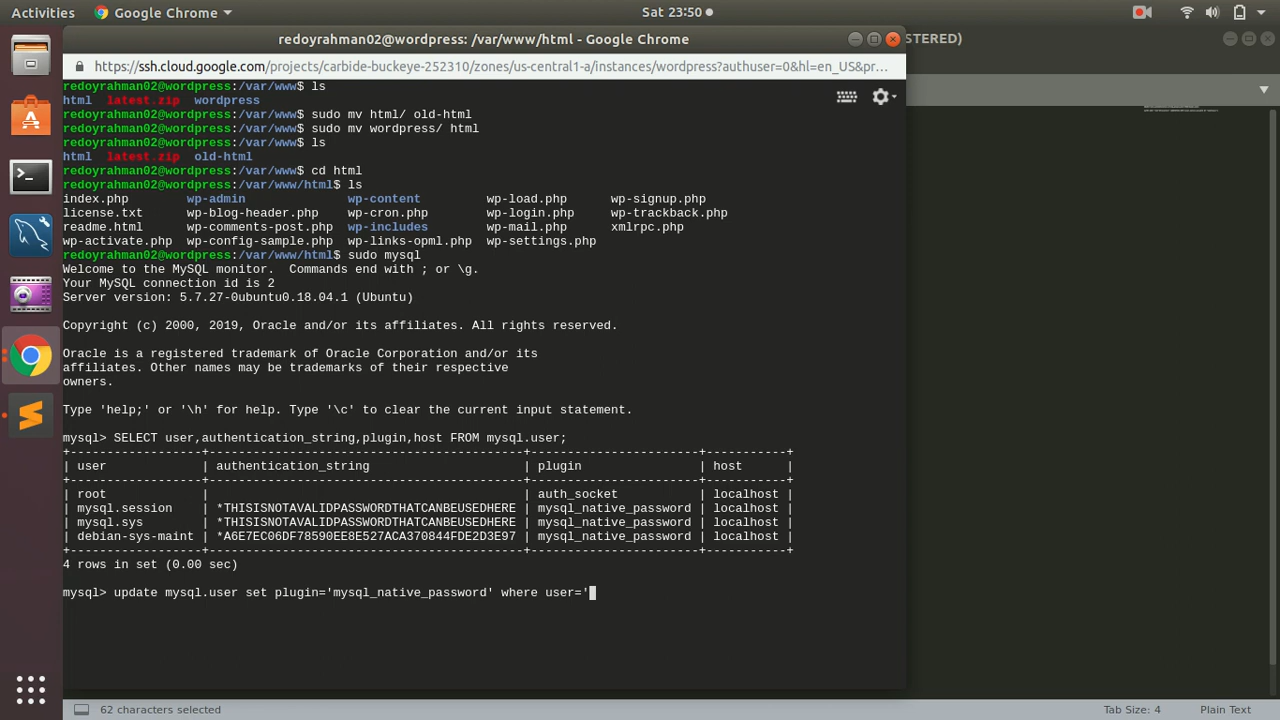 Activities Google Chrome Sat 23:50
redoyrahman02@wordpress: /var/www/html - Google Chrome
STERED)
https://ssh.cloud.google.com/projects/carbide-buckeye-252310/zones/us-central1-a/instances/wordpress?authuser=0&hl=en_US&pr...
redoyrahman02@wordpress:/var/www$ ls
html latest.zip wordpress
redoyrahman02@wordpress:/var/www$ sudo mv html/ old-html
redoyrahman02@wordpress:/var/www$ sudo mv wordpress/ html
redoyrahman02@wordpress:/var/www$ ls
html latest.zip old-html
redoyrahman02@wordpress:/var/www$ cd html
redoyrahman02@wordpress:/var/www/html$ ls
index.php wp-admin wp-content wp-load.php wp-signup.php
license.txt wp-blog-header.php wp-cron.php wp-login.php wp-trackback.php
readme.html wp-comments-post.php wp-includes wp-mail.php xmlrpc.php
wp-activate.php wp-config-sample.php wp-links-opml.php wp-settings.php
redoyrahman02@wordpress:/var/www/html$ sudo mysql
Welcome to the MySQL monitor.  Commands end with ; or \g.
Your MySQL connection id is 2
Server version: 5.7.27-0ubuntu0.18.04.1 (Ubuntu)
Copyright (c) 2000, 2019, Oracle and/or its affiliates. All rights reserved.
Oracle is a registered trademark of Oracle Corporation and/or its
affiliates. Other names may be trademarks of their respective
owners.
Type 'help;' or '\h' for help. Type '\c' to clear the current input statement.
mysql> SELECT user,authentication_string,plugin,host FROM mysql.user;
+------------------+-------------------------------------------+-----------------------+-----------+
| user             | authentication_string                     | plugin                | host      |
+------------------+-------------------------------------------+-----------------------+-----------+
| root             |                                           | auth_socket           | localhost |
| mysql.session    | *THISISNOTAVALIDPASSWORDTHATCANBEUSEDHERE | mysql_native_password | localhost |
| mysql.sys        | *THISISNOTAVALIDPASSWORDTHATCANBEUSEDHERE | mysql_native_password | localhost |
| debian-sys-maint | *A6E7EC06DF78590EE8E527ACA370844FDE2D3E97 | mysql_native_password | localhost |
+------------------+-------------------------------------------+-----------------------+-----------+
4 rows in set (0.00 sec)
mysql> update mysql.user set plugin='mysql_native_password' where user='
62 characters selected Tab Size: 4 Plain Text